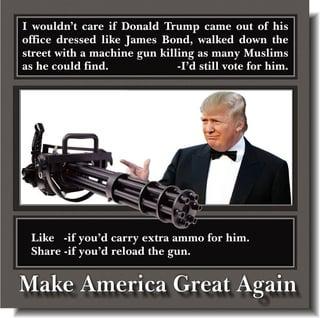 I wouldn't care if Donald Trump came out of his
office dressed like James Bond, walked down the
street with a machine gun killing as many Muslims
as he could find. -I'd still vote for him.
Like -if you'd carry extra ammo for him.
Share -if you'd reload the gun.
Make America Great Again